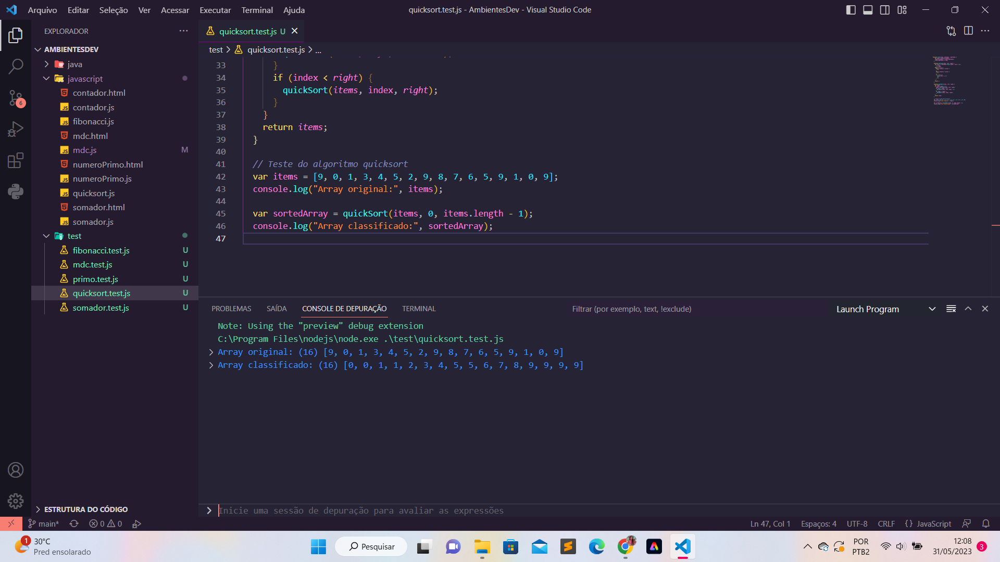 Arquivo Editar Seleção Ver Acessar Executar Terminal Ajuda
quicksort.test.js - AmbientesDev - Visual Studio Code
EXPLORADOR
AMBIENTESDEV
java
javascript
contador.html
JS contador.js
JS fibonacci.js
mdc.html
JS mdc.js M
numeroPrimo.html
JS numeroPrimo.js
JS quicksort.js
somador.html
JS somador.js
test
fibonacci.test.js U
mdc.test.js U
primo.test.js U
quicksort.test.js U
somador.test.js U
ESTRUTURA DO CÓDIGO
6
quicksort.test.js U
test > quicksort.test.js > ...
33 }
34 if (index < right) {
35 quickSort(items, index, right);
36 }
37 }
38 return items;
39 }
40
41 // Teste do algoritmo quicksort
42 var items = [9, 0, 1, 3, 4, 5, 2, 9, 8, 7, 6, 5, 9, 1, 0, 9];
43 console.log("Array original:", items);
44
45 var sortedArray = quickSort(items, 0, items.length - 1);
46 console.log("Array classificado:", sortedArray);
47
PROBLEMAS SAÍDA CONSOLE DE DEPURAÇÃO TERMINAL
Filtrar (por exemplo, text, !exclude)
Launch Program
Note: Using the "preview" debug extension
C:\Program Files\nodejs\node.exe .\test\quicksort.test.js
> Array original: (16) [9, 0, 1, 3, 4, 5, 2, 9, 8, 7, 6, 5, 9, 1, 0, 9]
> Array classificado: (16) [0, 0, 1, 1, 2, 3, 4, 5, 5, 6, 7, 8, 9, 9, 9, 9]
Inicie uma sessão de depuração para avaliar as expressões
main* 0 0
Ln 47, Col 1 Espaços: 4 UTF-8 CRLF {} JavaScript
1
30°C
Pred ensolarado
Pesquisar
POR
PTB2
12:08
31/05/2023
3